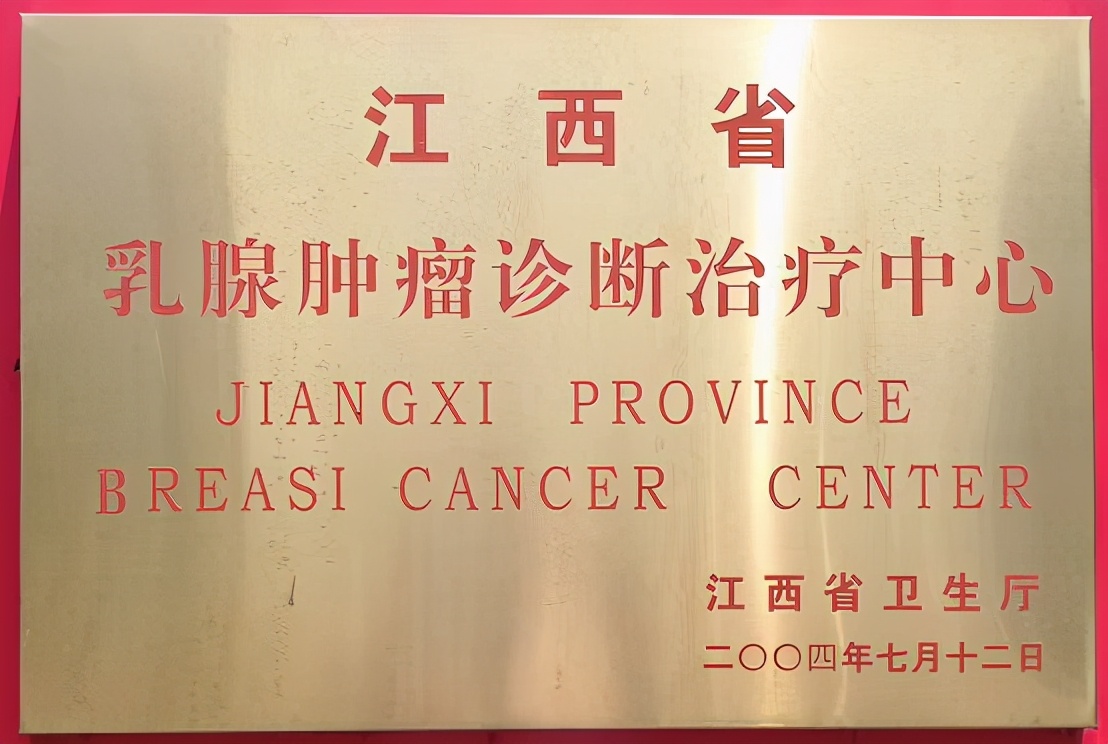 江西省
乳腺肿瘤诊断治疗中心
JIANGXI PROVINCE
BREASI CANCER CENTER
江西省卫生厅
二〇〇四年七月十二日